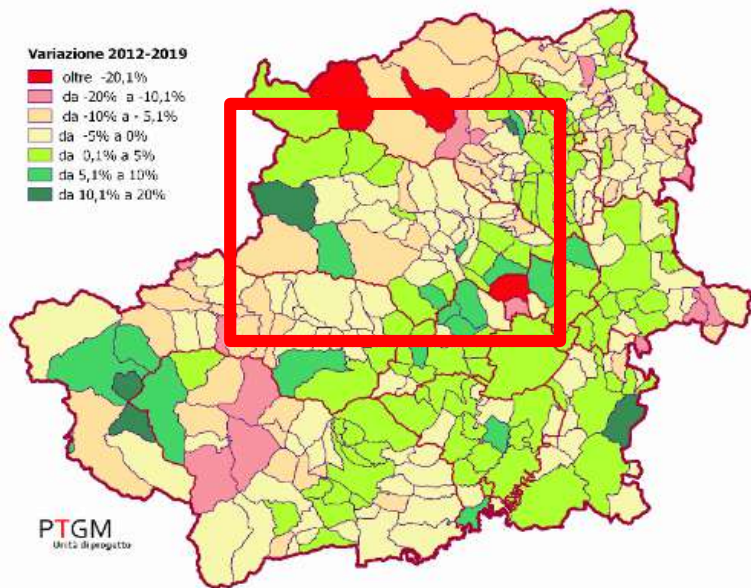 Variazione 2012-2019
oltre -20,1%
da -20% a -10,1%
da -10% a - 5,1%
da -5% a 0%
da 0,1% a 5%
da 5,1% a 10%
da 10,1% a 20%
PTGM
Unità di progetto